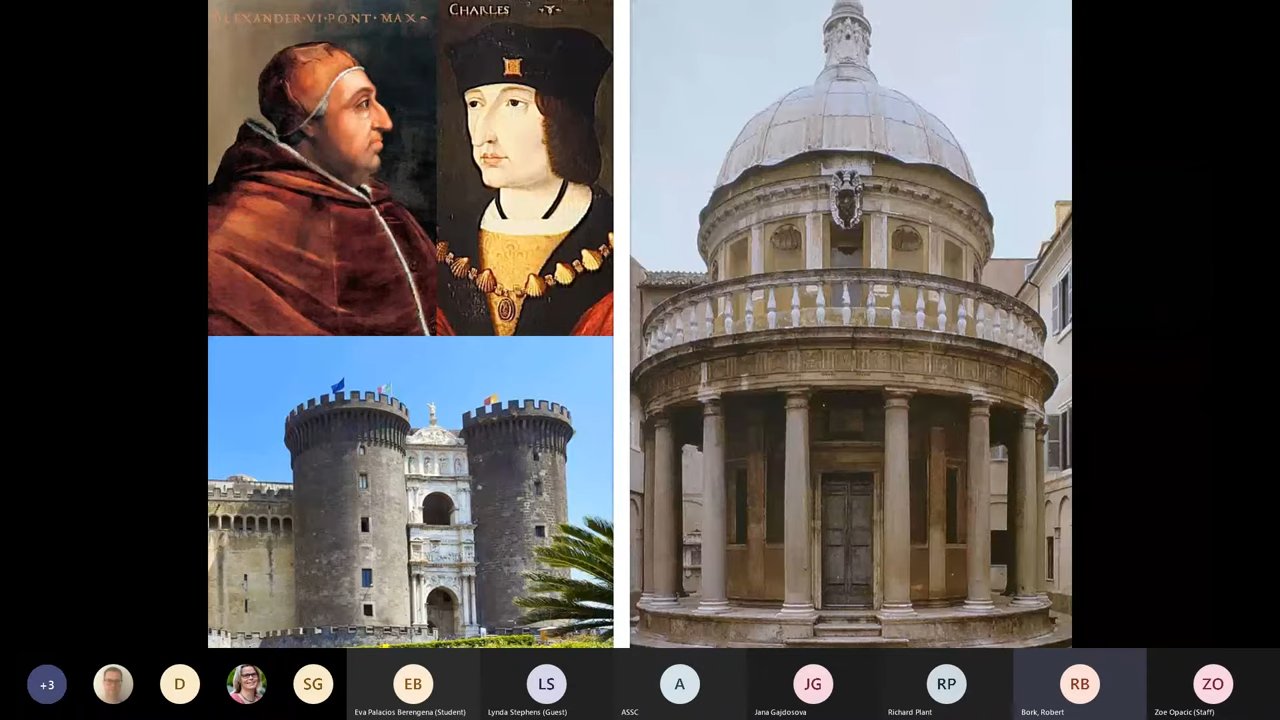 ALEXANDER·VI·PONT·MAX
CHARLES
+3
D
SG
EB
LS
A
JG
RP
RB
ZO
Eva Palacios Berengena (Student)
Lynda Stephens (Guest)
ASSC
Jana Gajdosova
Richard Plant
Bork, Robert
Zoe Opacic (Staff)